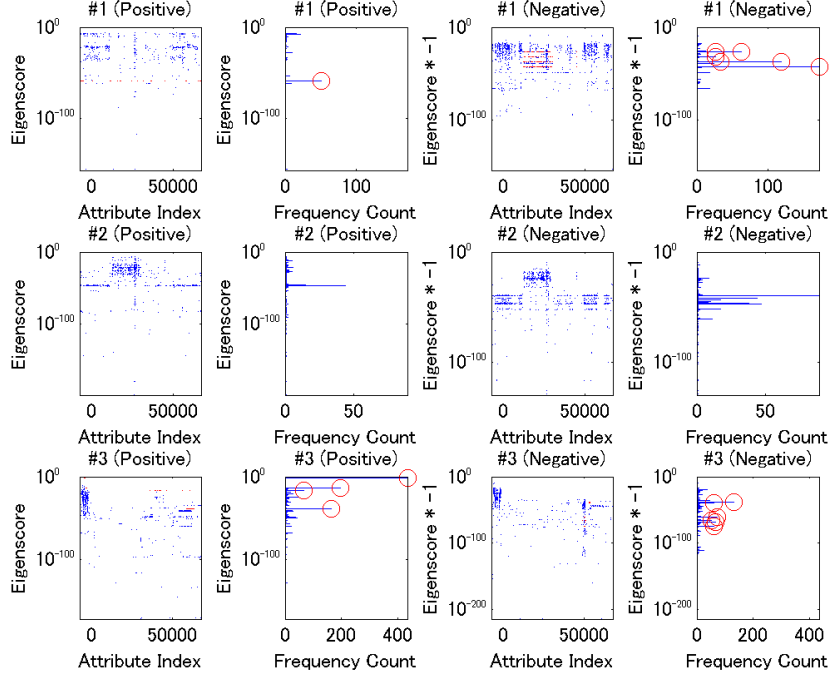 #1 (Positive) #1 (Positive) #1 (Negative) #1 (Negative)
10^0 10^0 10^0 10^0
Eigenscore Eigenscore Eigenscore * -1 Eigenscore * -1
10^-100 10^-100 10^-100 10^-100
0 50000 0 100 0 50000 0 100
Attribute Index Frequency Count Attribute Index Frequency Count
#2 (Positive) #2 (Positive) #2 (Negative) #2 (Negative)
10^0 10^0 10^0 10^0
Eigenscore Eigenscore Eigenscore * -1 Eigenscore * -1
10^-100 10^-100 10^-100 10^-100
0 50000 0 50 0 50000 0 50
Attribute Index Frequency Count Attribute Index Frequency Count
#3 (Positive) #3 (Positive) #3 (Negative) #3 (Negative)
10^0 10^0 10^0 10^0
Eigenscore Eigenscore Eigenscore * -1 Eigenscore * -1
10^-100 10^-100 10^-100 10^-100
10^-200 10^-200
0 50000 0 200 400 0 50000 0 200 400
Attribute Index Frequency Count Attribute Index Frequency Count